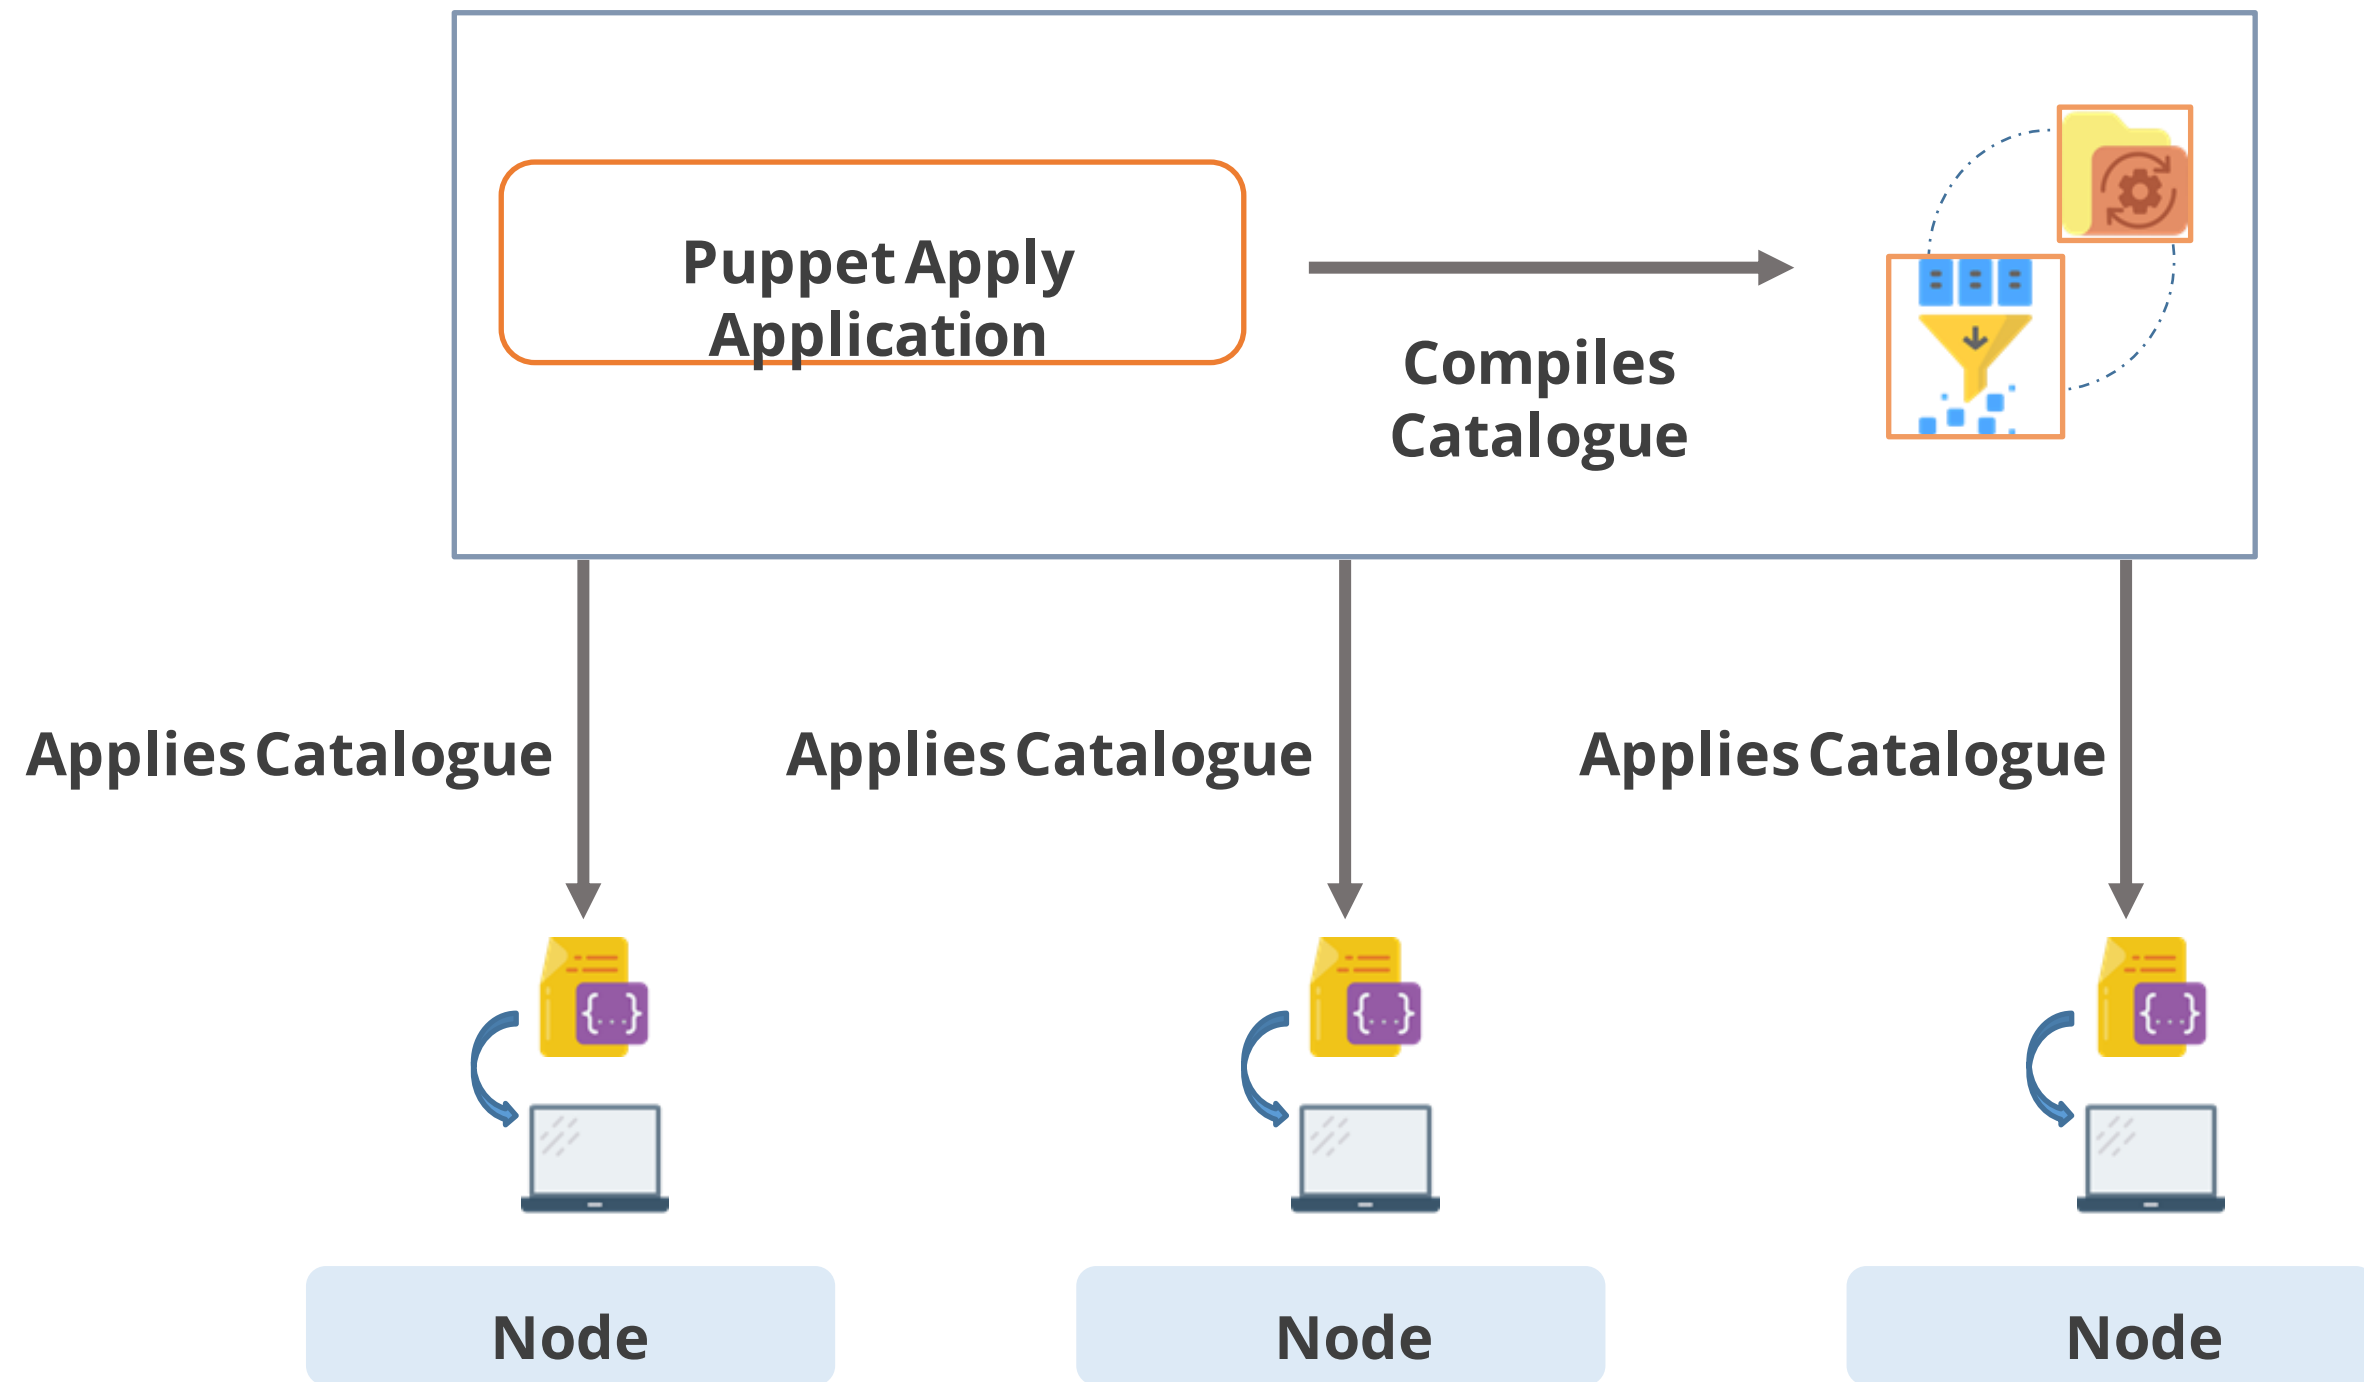 Puppet Apply
Application
Compiles
Catalogue
Applies Catalogue
Applies Catalogue
Applies Catalogue
{...}
{...}
{...}
Node
Node
Node